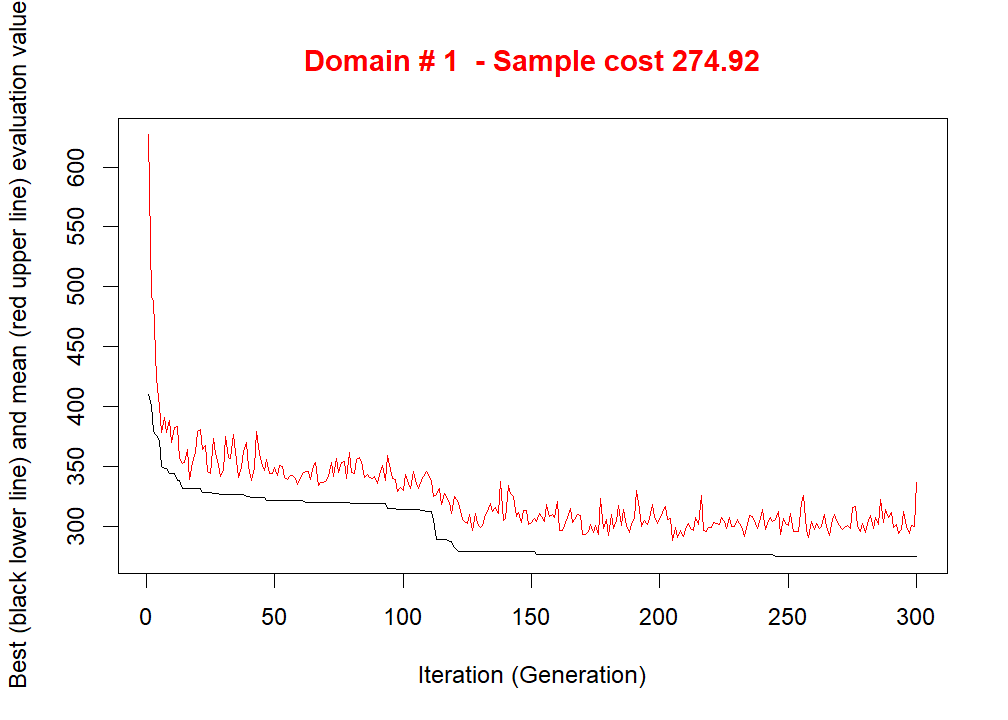 Domain # 1  - Sample cost 274.92
Best (black lower line) and mean (red upper line) evaluation value
600
550
500
450
400
350
300
0 50 100 150 200 250 300
Iteration (Generation)